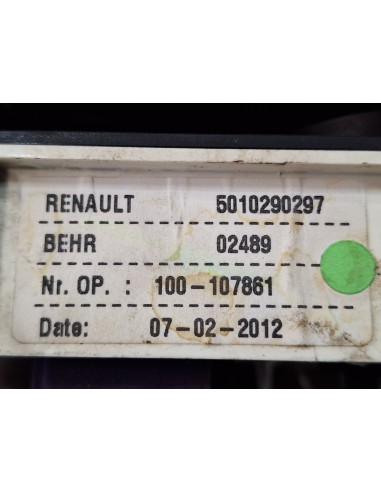 RENAULT 5010290297
BEHR 02489
Nr. OP. : 100-107861
Date: 07-02-2012